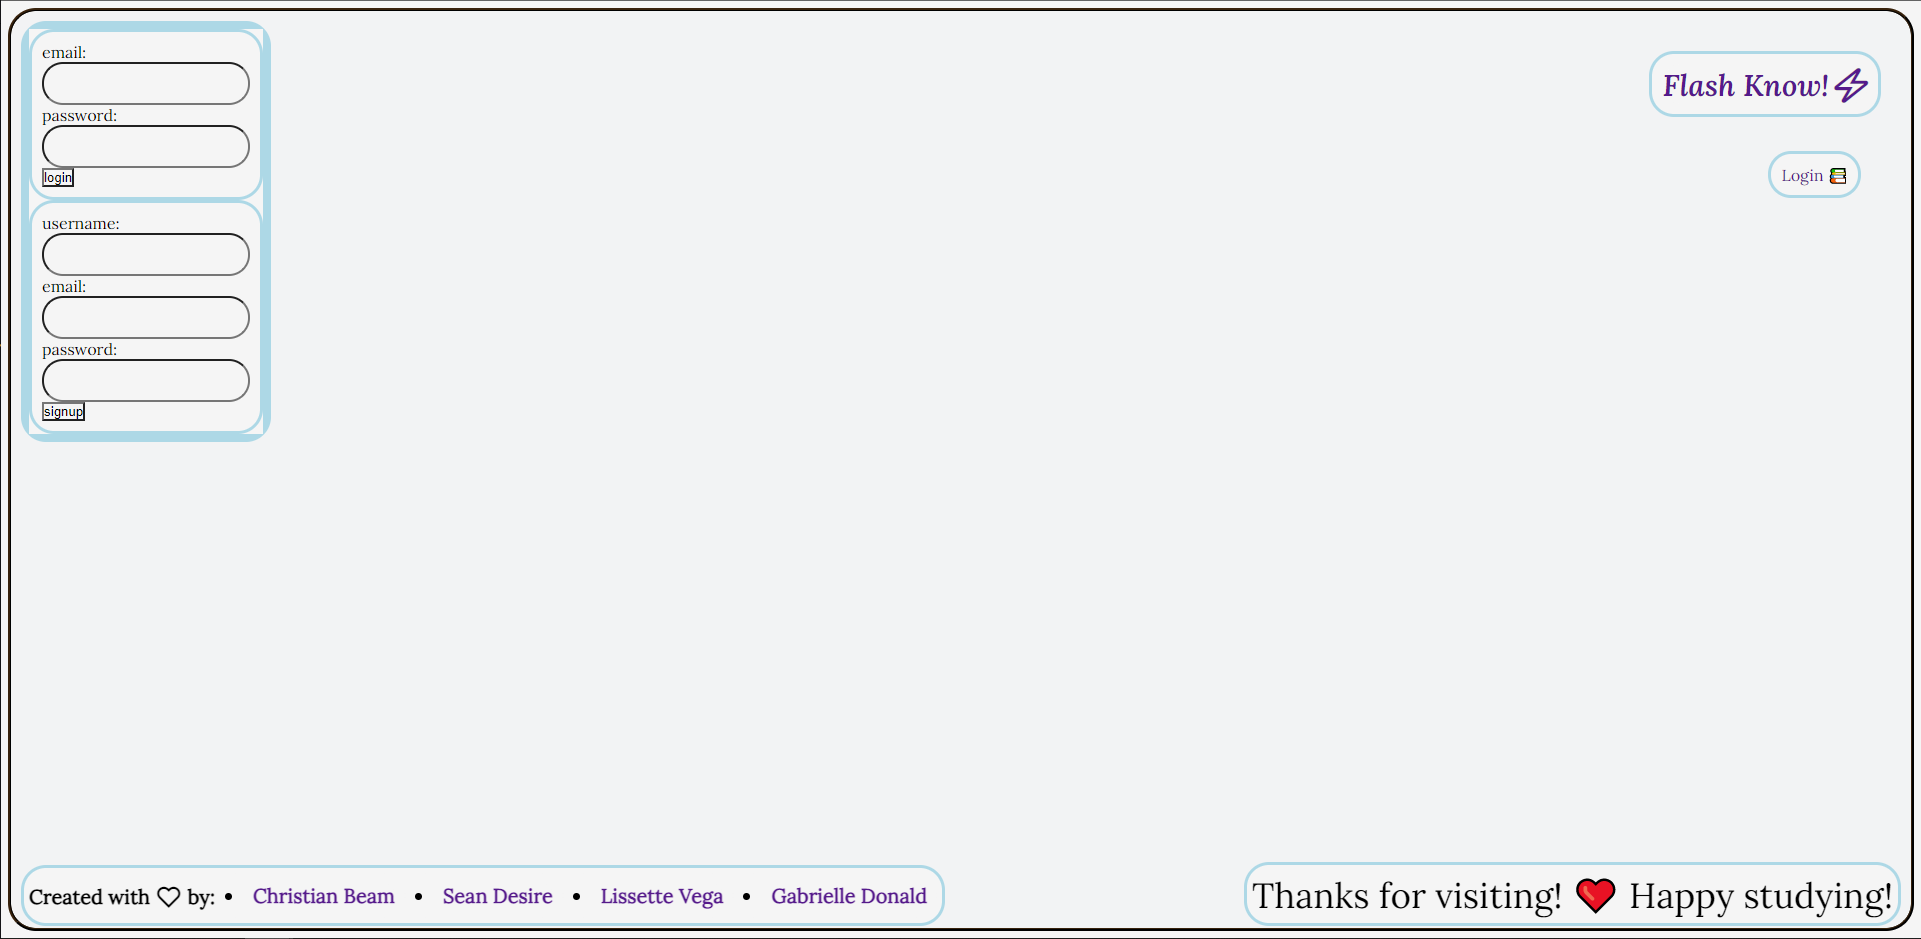 email:
password:
login
username:
email:
password:
signup
Flash Know!
Login
Created with ♡ by: • Christian Beam • Sean Desire • Lissette Vega • Gabrielle Donald
Thanks for visiting! ❤️ Happy studying!